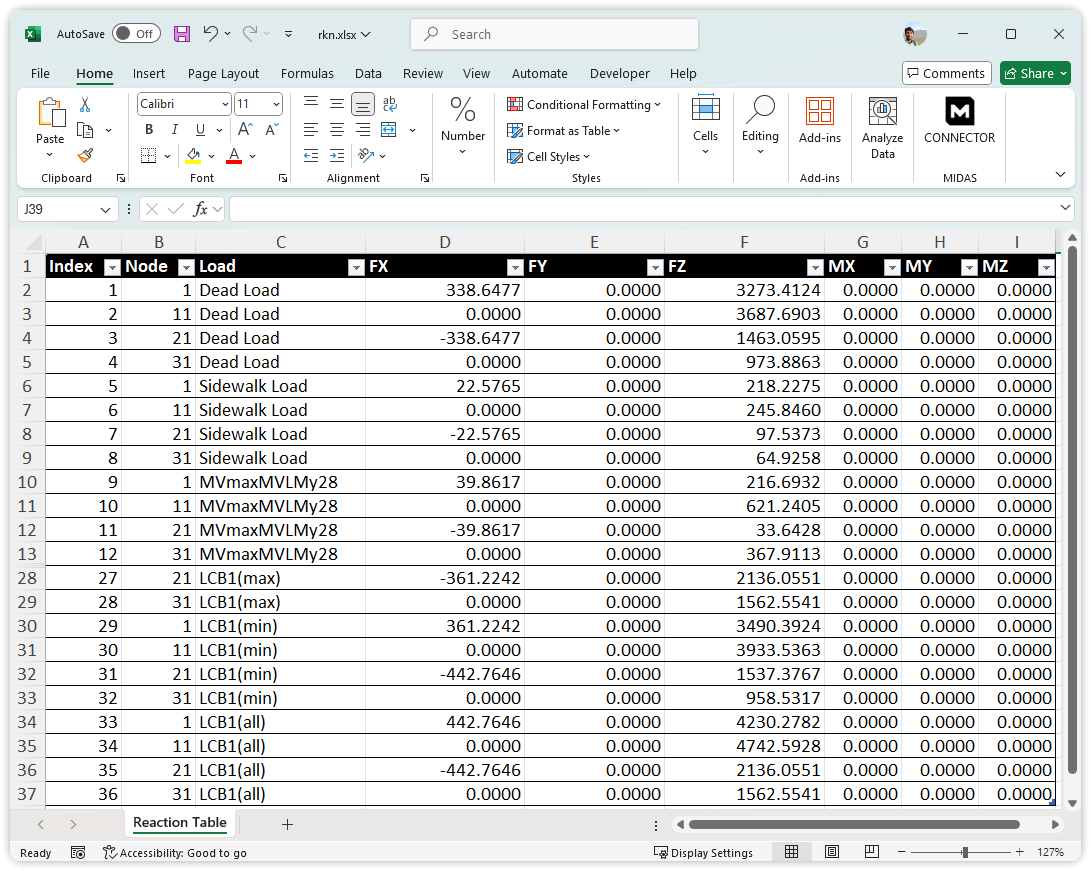 AutoSave Off rkn.xlsx Search
File Home Insert Page Layout Formulas Data Review View Automate Developer Help Comments Share
Paste Calibri 11 ab Number Conditional Formatting Cells Editing Add-ins Analyze Data CONNECTOR
B I U A A Format as Table
A Cell Styles
Clipboard Font Alignment Styles Add-ins MIDAS
J39 fx
A B C D E F G H I
1 Index Node Load FX FY FZ MX MY MZ
2 1 1 Dead Load 338.6477 0.0000 3273.4124 0.0000 0.0000 0.0000
3 2 11 Dead Load 0.0000 0.0000 3687.6903 0.0000 0.0000 0.0000
4 3 21 Dead Load -338.6477 0.0000 1463.0595 0.0000 0.0000 0.0000
5 4 31 Dead Load 0.0000 0.0000 973.8863 0.0000 0.0000 0.0000
6 5 1 Sidewalk Load 22.5765 0.0000 218.2275 0.0000 0.0000 0.0000
7 6 11 Sidewalk Load 0.0000 0.0000 245.8460 0.0000 0.0000 0.0000
8 7 21 Sidewalk Load -22.5765 0.0000 97.5373 0.0000 0.0000 0.0000
9 8 31 Sidewalk Load 0.0000 0.0000 64.9258 0.0000 0.0000 0.0000
10 9 1 MVmaxMVLMy28 39.8617 0.0000 216.6932 0.0000 0.0000 0.0000
11 10 11 MVmaxMVLMy28 0.0000 0.0000 621.2405 0.0000 0.0000 0.0000
12 11 21 MVmaxMVLMy28 -39.8617 0.0000 33.6428 0.0000 0.0000 0.0000
13 12 31 MVmaxMVLMy28 0.0000 0.0000 367.9113 0.0000 0.0000 0.0000
28 27 21 LCB1(max) -361.2242 0.0000 2136.0551 0.0000 0.0000 0.0000
29 28 31 LCB1(max) 0.0000 0.0000 1562.5541 0.0000 0.0000 0.0000
30 29 1 LCB1(min) 361.2242 0.0000 3490.3924 0.0000 0.0000 0.0000
31 30 11 LCB1(min) 0.0000 0.0000 3933.5363 0.0000 0.0000 0.0000
32 31 21 LCB1(min) -442.7646 0.0000 1537.3767 0.0000 0.0000 0.0000
33 32 31 LCB1(min) 0.0000 0.0000 958.5317 0.0000 0.0000 0.0000
34 33 1 LCB1(all) 442.7646 0.0000 4230.2782 0.0000 0.0000 0.0000
35 34 11 LCB1(all) 0.0000 0.0000 4742.5928 0.0000 0.0000 0.0000
36 35 21 LCB1(all) -442.7646 0.0000 2136.0551 0.0000 0.0000 0.0000
37 36 31 LCB1(all) 0.0000 0.0000 1562.5541 0.0000 0.0000 0.0000
Reaction Table
Ready Accessibility: Good to go Display Settings 127%